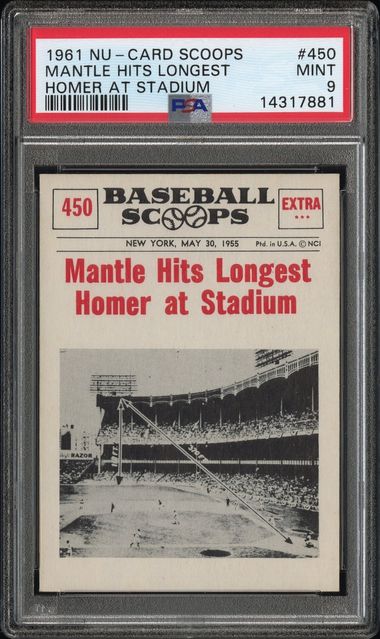 1961 NU-CARD SCOOPS #450
MANTLE HITS LONGEST MINT
HOMER AT STADIUM 9
PSA 14317881
450 BASEBALL SCOOPS EXTRA
NEW YORK, MAY 30, 1955 Ptd. in U.S.A. © NCI
Mantle Hits Longest
Homer at Stadium
RAZOR